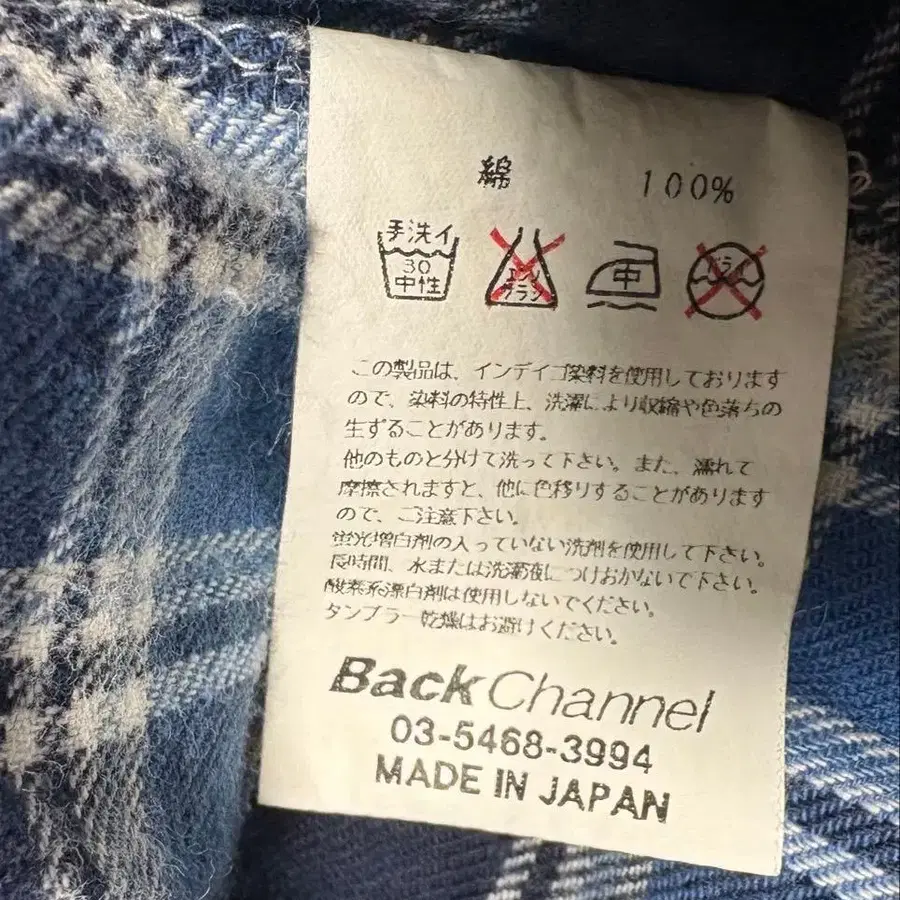 綿 100%
手洗イ
30
中性
エンソ
サラシ
中
ドライ
この製品は、インディゴ染料を使用しております
ので、染料の特性上、洗濯により収縮や色落ちの
生ずることがあります。
他のものと分けて洗って下さい。また、濡れて
摩擦されますと、他に色移りすることがあります
ので、ご注意下さい。
蛍光増白剤の入っていない洗剤を使用して下さい。
長時間、水または洗濯液につけおかないで下さい。
酸素系漂白剤は使用しないでください。
タンブラー乾燥はお避けください。
BackChannel
03-5468-3994
MADE IN JAPAN